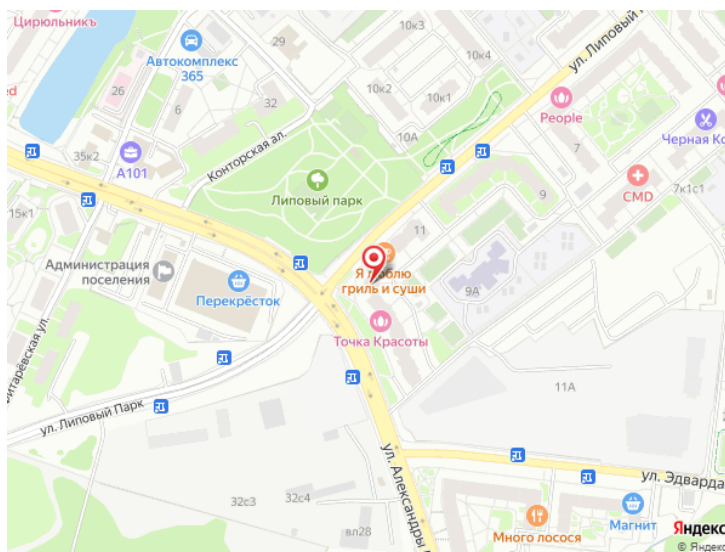 Цирюльникъ
Автокомплекс
365
29
10к3
10к4
10к2
10к1
10А
26
6
32
35к2
А101
Конторская ал.
ул. Липовый
People
7
Черная
CMD
7к1с1
9
Липовый парк
15к1
Администрация
поселения
Перекрёсток
11
Я люблю
гриль и суши
9А
Точка Красоты
11А
ул. Липовый Парк
32с3
32с4
вл28
ул. Александры
ул. Эдварда
Много лосося
Магнит
Яндекс
© Яндекс